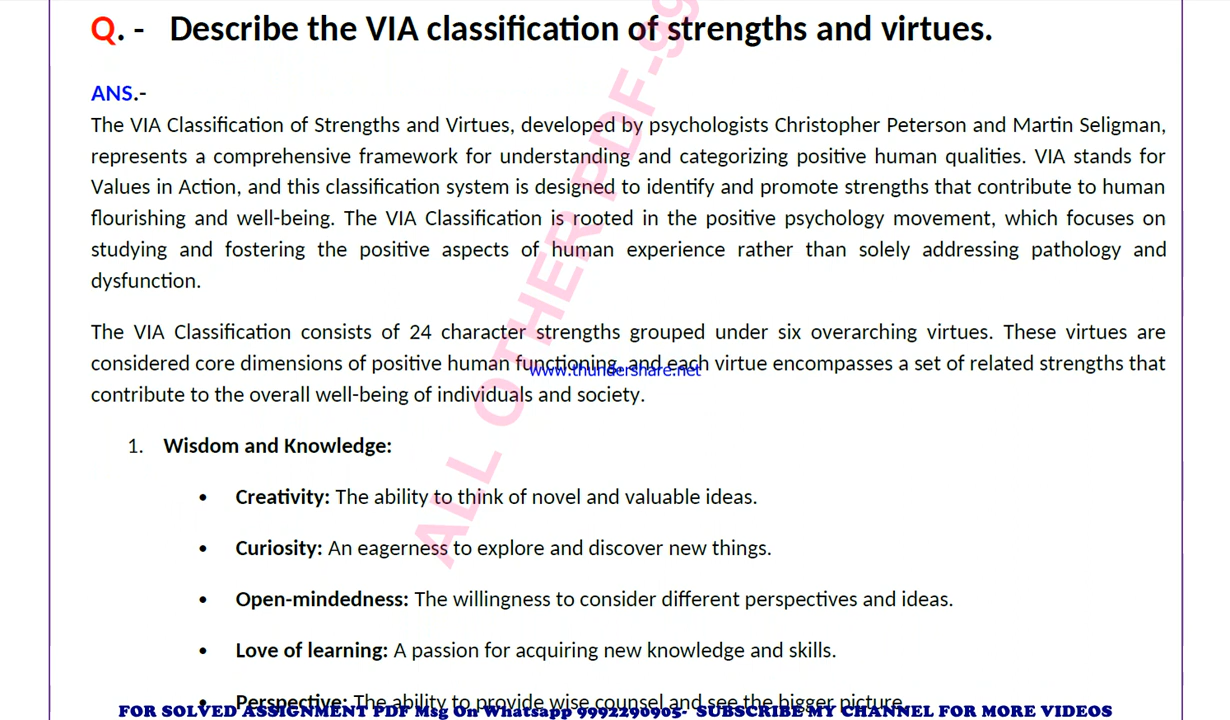 Q. - Describe the VIA classification of strengths and virtues.
ANS.-
The VIA Classification of Strengths and Virtues, developed by psychologists Christopher Peterson and Martin Seligman,
represents a comprehensive framework for understanding and categorizing positive human qualities. VIA stands for
Values in Action, and this classification system is designed to identify and promote strengths that contribute to human
flourishing and well-being. The VIA Classification is rooted in the positive psychology movement, which focuses on
studying and fostering the positive aspects of human experience rather than solely addressing pathology and
dysfunction.
The VIA Classification consists of 24 character strengths grouped under six overarching virtues. These virtues are
considered core dimensions of positive human functioning, and each virtue encompasses a set of related strengths that
www.thundershare.net
contribute to the overall well-being of individuals and society.
1. Wisdom and Knowledge:
• Creativity: The ability to think of novel and valuable ideas.
• Curiosity: An eagerness to explore and discover new things.
• Open-mindedness: The willingness to consider different perspectives and ideas.
• Love of learning: A passion for acquiring new knowledge and skills.
• Perspective: The ability to provide wise counsel and see the bigger picture.
FOR SOLVED ASSIGNMENT PDF Msg On Whatsapp 9992290905- SUBSCRIBE MY CHANNEL FOR MORE VIDEOS
ALL OTHER PDF-99